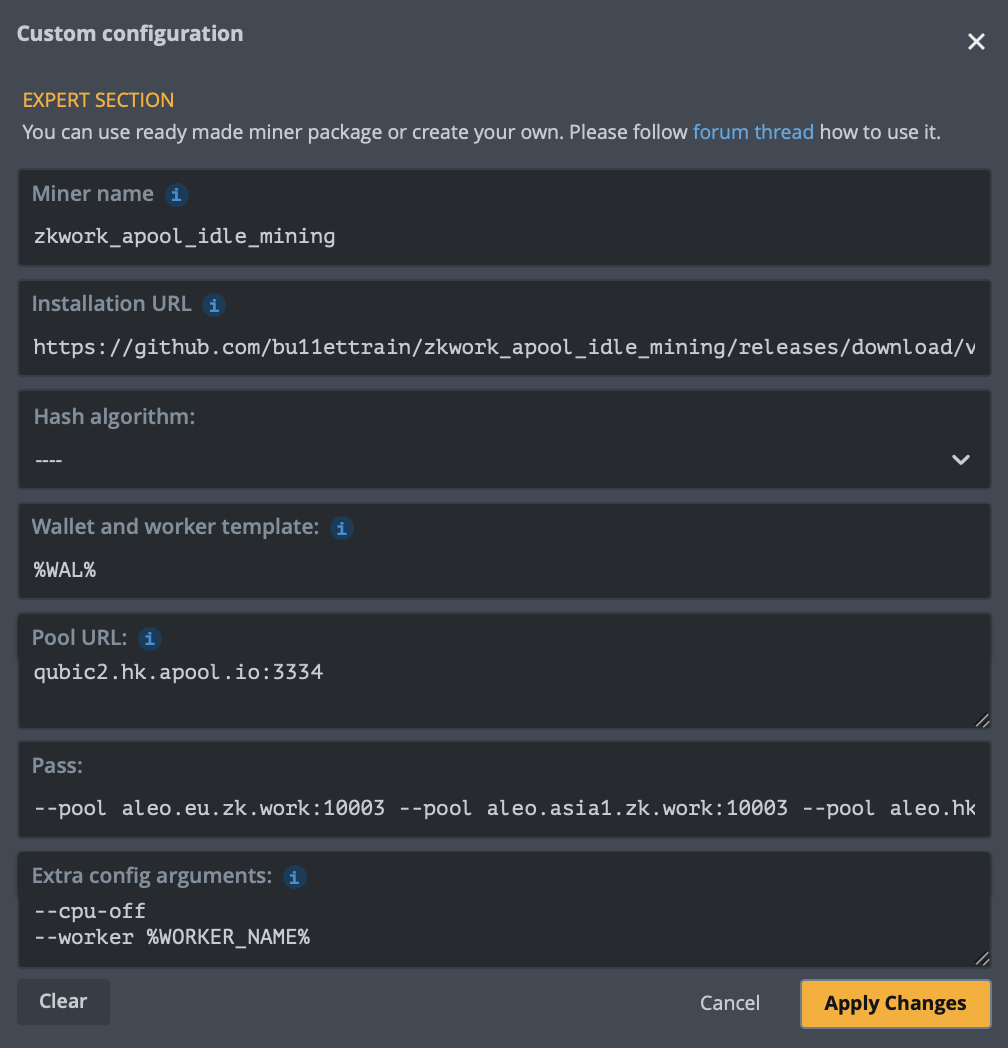 Custom configuration
EXPERT SECTION
You can use ready made miner package or create your own. Please follow forum thread how to use it.
Miner name i
zkwork_apool_idle_mining
Installation URL i
https://github.com/bu11ettrain/zkwork_apool_idle_mining/releases/download/v
Hash algorithm:
----
Wallet and worker template: i
%WAL%
Pool URL: i
qubic2.hk.apool.io:3334
Pass:
--pool aleo.eu.zk.work:10003 --pool aleo.asia1.zk.work:10003 --pool aleo.hk
Extra config arguments: i
--cpu-off
--worker %WORKER_NAME%
Clear
Cancel
Apply Changes